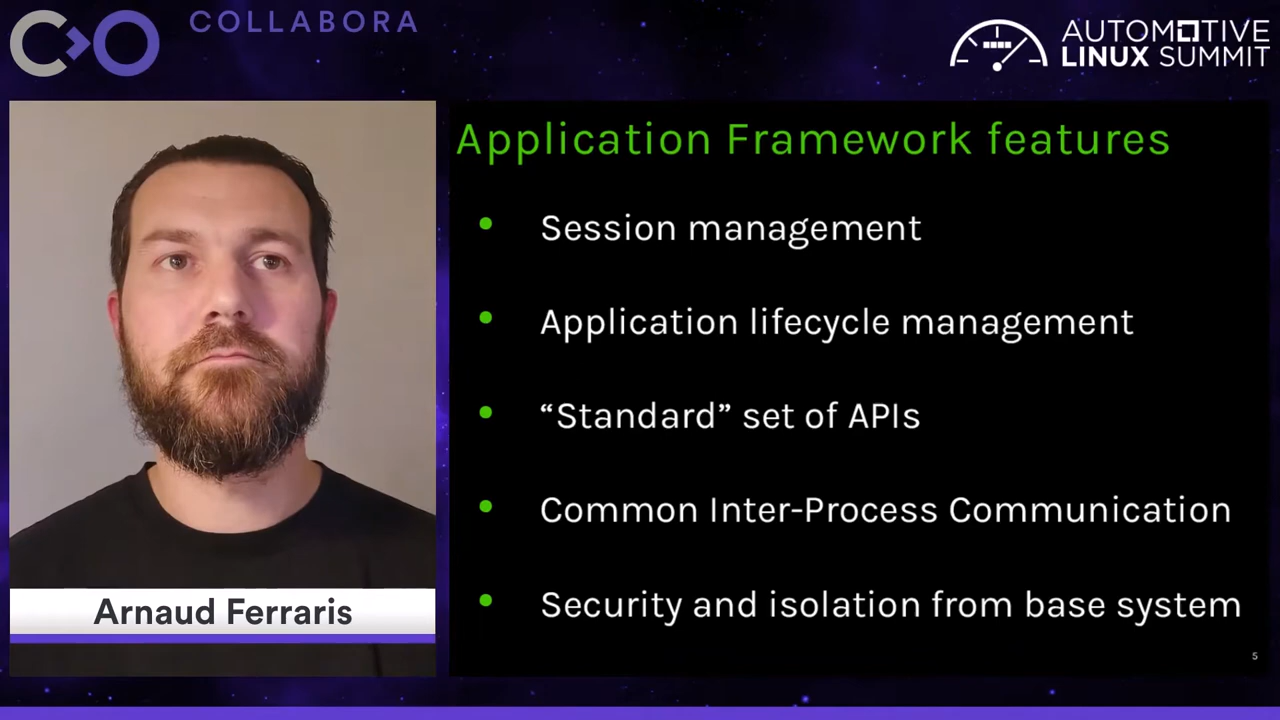 COLLABORA
AUTOMOTIVE
LINUX SUMMIT
Application Framework features
• Session management
• Application lifecycle management
• “Standard” set of APIs
• Common Inter-Process Communication
• Security and isolation from base system
5
Arnaud Ferraris